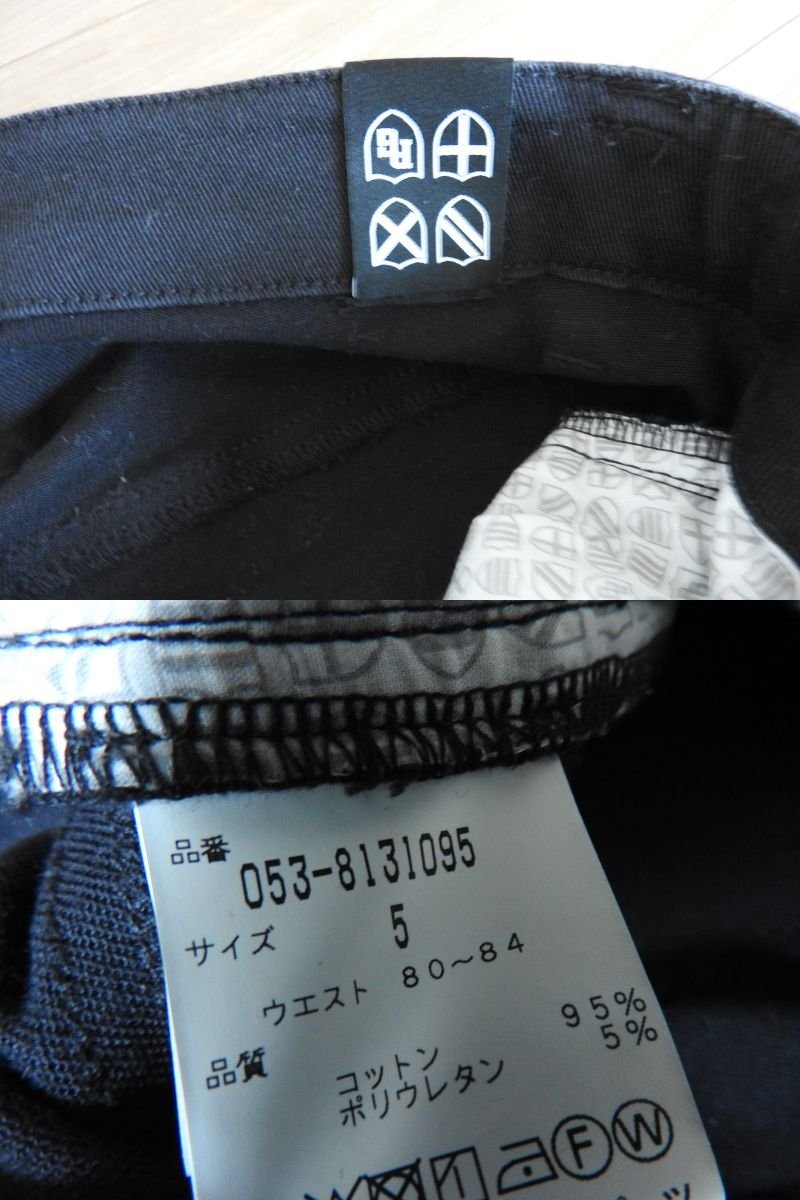 PG
品番
053-8131095
サイズ 5
ウエスト 80～84
品質 コットン 95%
ポリウレタン 5%
F W